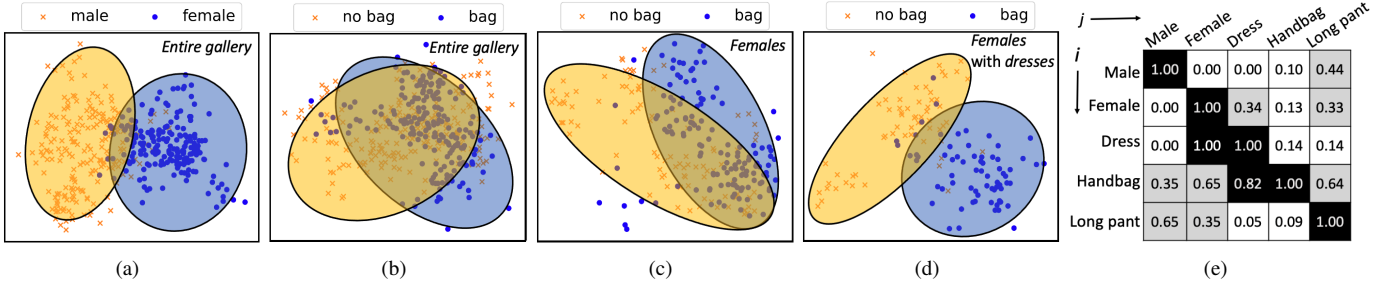 male female
Entire gallery
(a)
no bag bag
Entire gallery
(b)
no bag bag
Females
(c)
no bag bag
Females
with dresses
(d)
j
i
Male Female Dress Handbag Long pant
Male 1.00 0.00 0.00 0.10 0.44
Female 0.00 1.00 0.34 0.13 0.33
Dress 0.00 1.00 1.00 0.14 0.14
Handbag 0.35 0.65 0.82 1.00 0.64
Long pant 0.65 0.35 0.05 0.09 1.00
(e)